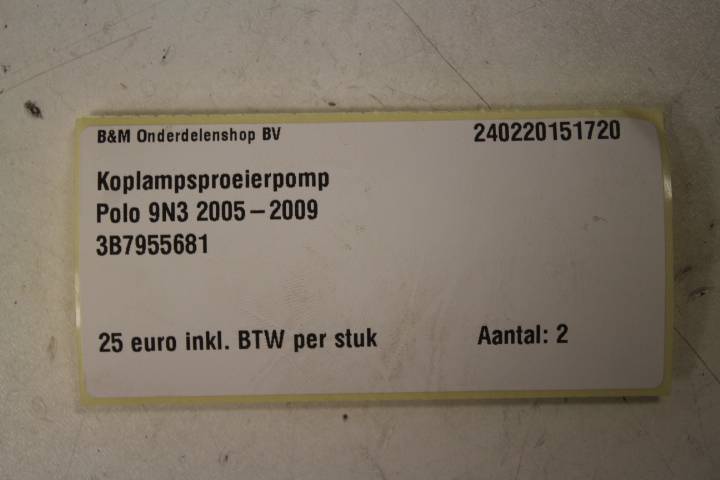 B&M Onderdelenshop BV 240220151720
Koplampsproeierpomp
Polo 9N3 2005–2009
3B7955681
25 euro inkl. BTW per stuk Aantal: 2